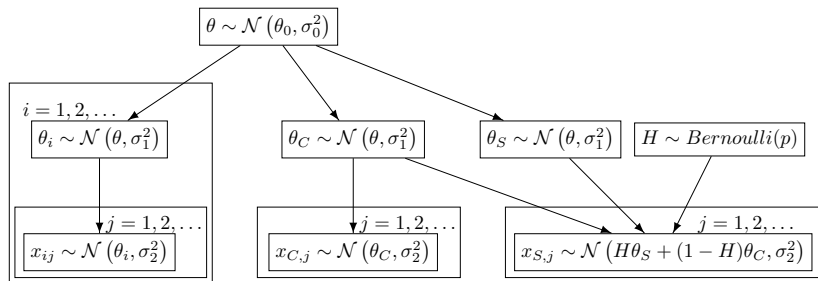 θ ∼ N (θ₀, σ₀²)
i = 1, 2, . . .
θᵢ ∼ N (θ, σ₁²)
θ_C ∼ N (θ, σ₁²)
θ_S ∼ N (θ, σ₁²)
H ∼ Bernoulli(p)
j = 1, 2, . . .
x_{ij} ∼ N (θᵢ, σ₂²)
j = 1, 2, . . .
x_{C,j} ∼ N (θ_C, σ₂²)
j = 1, 2, . . .
x_{S,j} ∼ N (Hθ_S + (1 − H)θ_C, σ₂²)